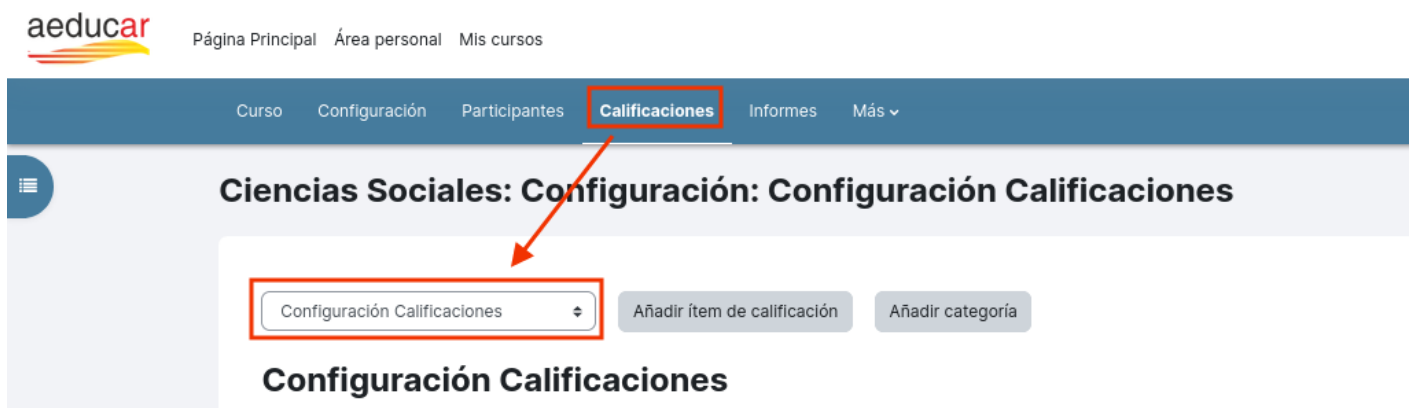 aeducar
Página Principal Área personal Mis cursos
Curso Configuración Participantes Calificaciones Informes Más
Ciencias Sociales: Configuración: Configuración Calificaciones
Configuración Calificaciones Añadir ítem de calificación Añadir categoría
Configuración Calificaciones